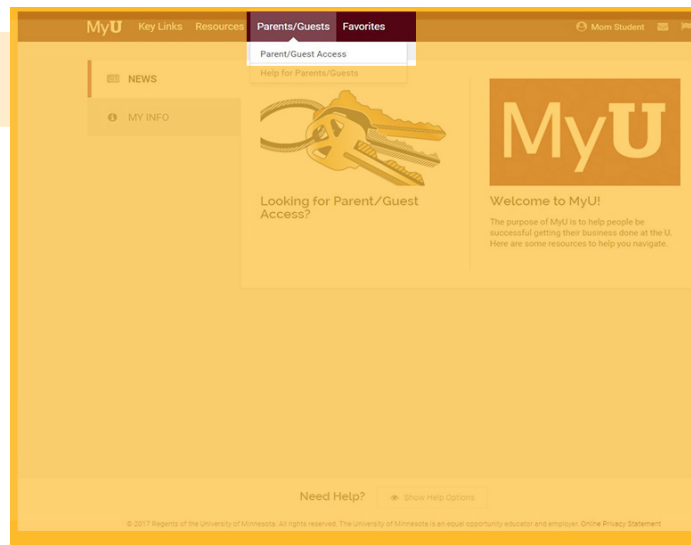 MyU Key Links Resources Parents/Guests Favorites Mom Student
Parent/Guest Access
Help for Parents/Guests
NEWS
MY INFO
MyU
Looking for Parent/Guest
Access?
Welcome to MyU!
The purpose of MyU is to help people be
successful getting their business done at the U.
Here are some resources to help you navigate.
Need Help? Show Help Options
© 2017 Regents of the University of Minnesota. All rights reserved. The University of Minnesota is an equal opportunity educator and employer. Online Privacy Statement